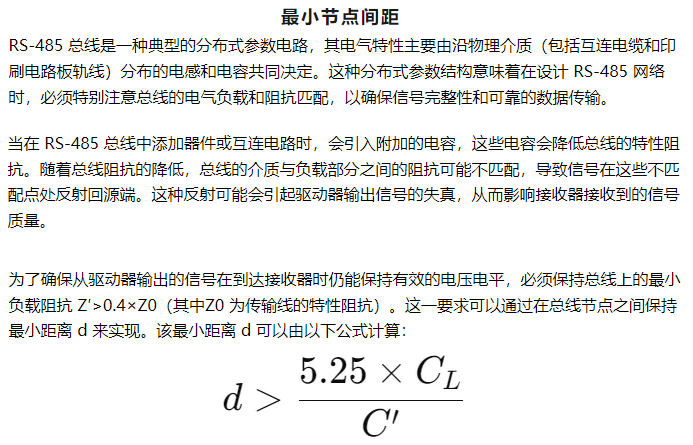 最小节点间距
RS-485 总线是一种典型的分布式参数电路，其电气特性主要由沿物理介质（包括互连电缆和印
刷电路板轨线）分布的电感和电容共同决定。这种分布式参数结构意味着在设计 RS-485 网络
时，必须特别注意总线的电气负载和阻抗匹配，以确保信号完整性和可靠的数据传输。
当在 RS-485 总线中添加器件或互连电路时，会引入附加的电容，这些电容会降低总线的特性阻
抗。随着总线阻抗的降低，总线的介质与负载部分之间的阻抗可能不匹配，导致信号在这些不匹
配点处反射回源端。这种反射可能会引起驱动器输出信号的失真，从而影响接收器接收到的信号
质量。
为了确保从驱动器输出的信号在到达接收器时仍能保持有效的电压电平，必须保持总线上的最小
负载阻抗 Z′>0.4×Z0（其中Z0 为传输线的特性阻抗）。这一要求可以通过在总线节点之间保持
最小距离 d 来实现。该最小距离 d 可以由以下公式计算：
d > \frac{5.25 × C_L}{C′}